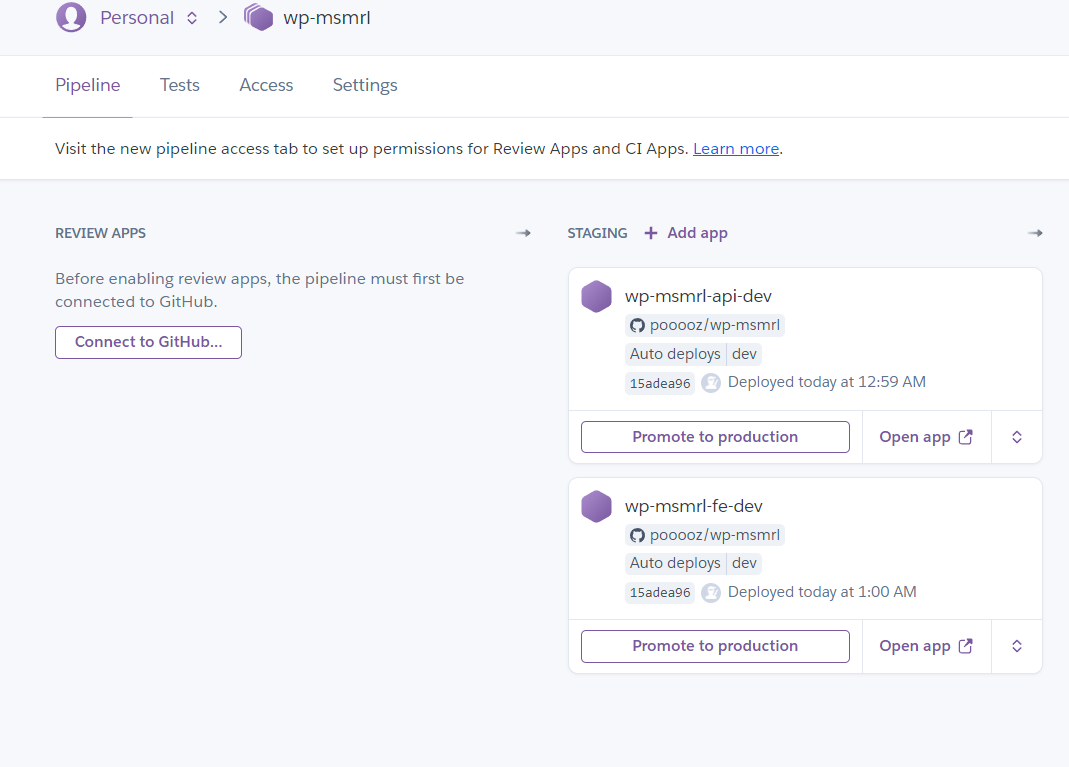 Personal
wp-msmrl
Pipeline Tests Access Settings
Visit the new pipeline access tab to set up permissions for Review Apps and CI Apps. Learn more.
REVIEW APPS
Before enabling review apps, the pipeline must first be
connected to GitHub.
Connect to GitHub...
STAGING
Add app
wp-msmrl-api-dev
pooooz/wp-msmrl
Auto deploys dev
15adea96 Deployed today at 12:59 AM
Promote to production
Open app
wp-msmrl-fe-dev
pooooz/wp-msmrl
Auto deploys dev
15adea96 Deployed today at 1:00 AM
Promote to production
Open app